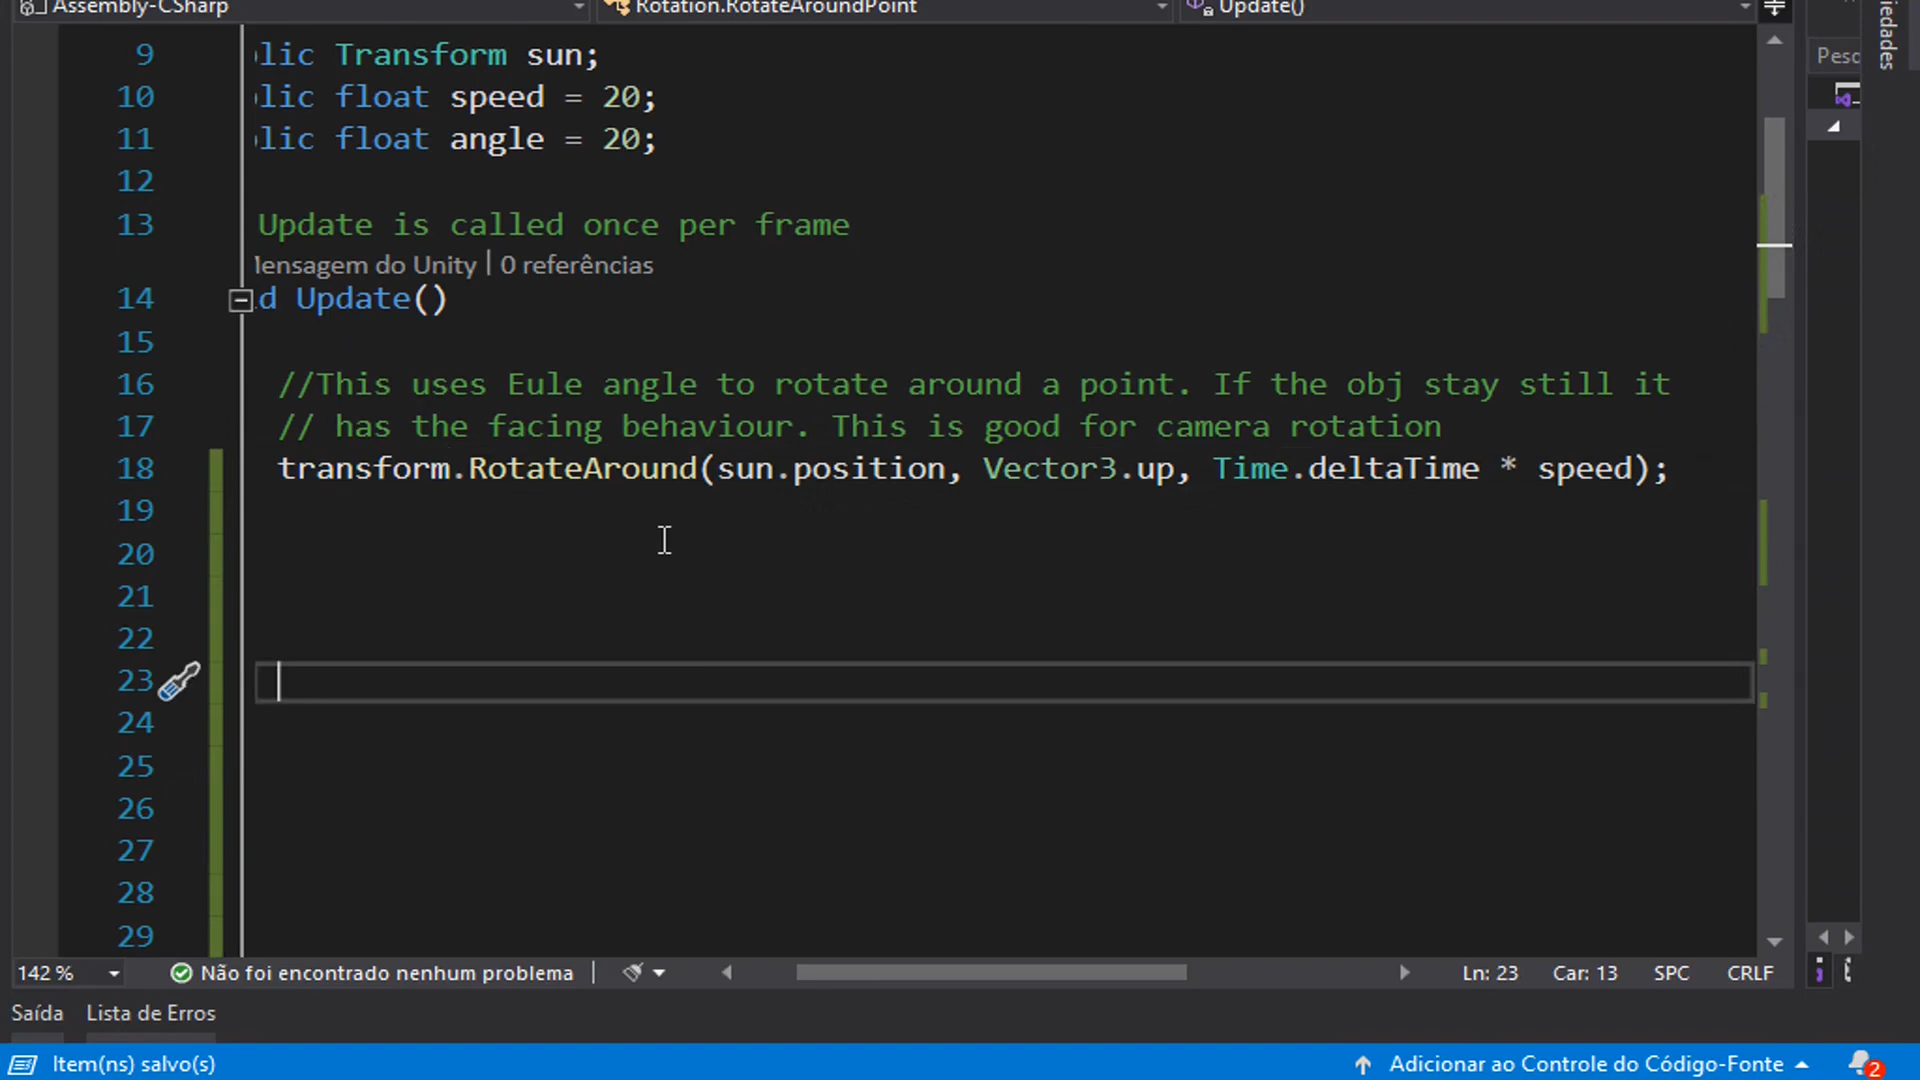 Assembly-CSharp Rotation.RotateAroundPoint Update()
9 lic Transform sun;
10 lic float speed = 20;
11 lic float angle = 20;
12
13 Update is called once per frame
ensagem do Unity | 0 referências
14 d Update()
15
16 //This uses Eule angle to rotate around a point. If the obj stay still it
17 // has the facing behaviour. This is good for camera rotation
18 transform.RotateAround(sun.position, Vector3.up, Time.deltaTime * speed);
19
20
21
22
23
24
25
26
27
28
29
142 % Não foi encontrado nenhum problema Ln: 23 Car: 13 SPC CRLF
Saída Lista de Erros
Item(ns) salvo(s) Adicionar ao Controle do Código-Fonte 2
iedades
Pesq